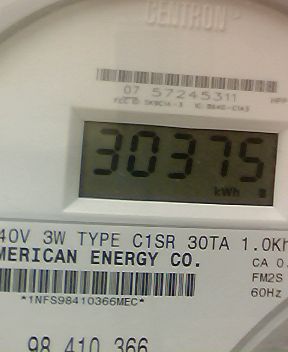 CENTRON
07 57245311
30375
kWh
40V 3W TYPE C1SR 30TA 1.0Kh
MERICAN ENERGY CO.
CA 0.
FM2S
60Hz
*1NFS98410366MEC*
98 410 366